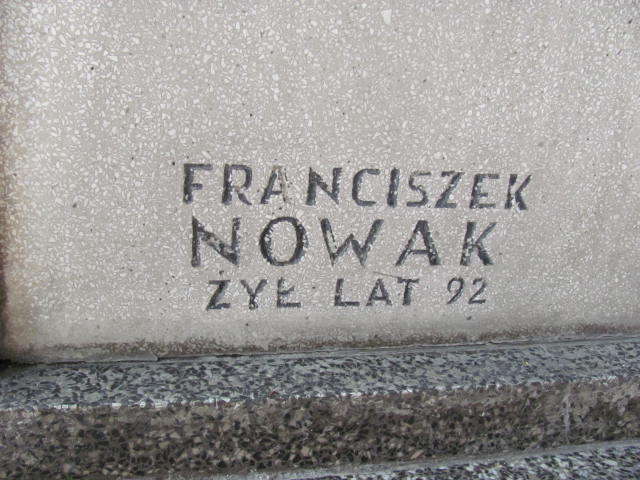 FRANCISZEK
NOWAK
ŻYŁ LAT 92